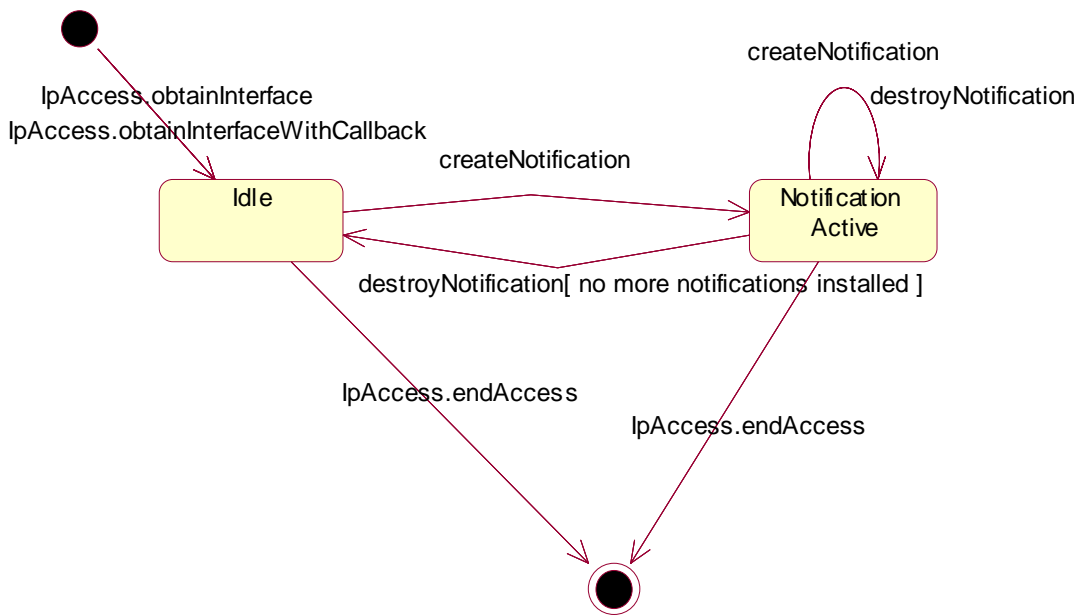 createNotification
destroyNotification
IpAccess.obtainInterface
IpAccess.obtainInterfaceWithCallback
createNotification
Idle
Notification
Active
destroyNotification[ no more notifications installed ]
IpAccess.endAccess
IpAccess.endAccess